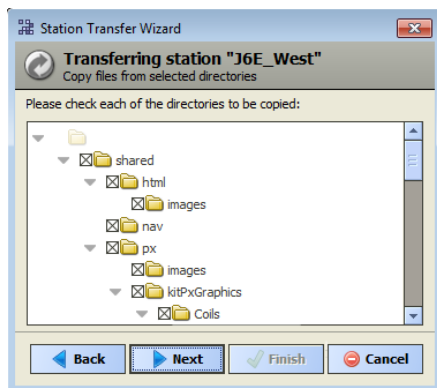 Station Transfer Wizard
Transferring station "J6E_West"
Copy files from selected directories
Please check each of the directories to be copied:
shared
html
images
nav
px
images
kitPxGraphics
Coils
Back
Next
Finish
Cancel